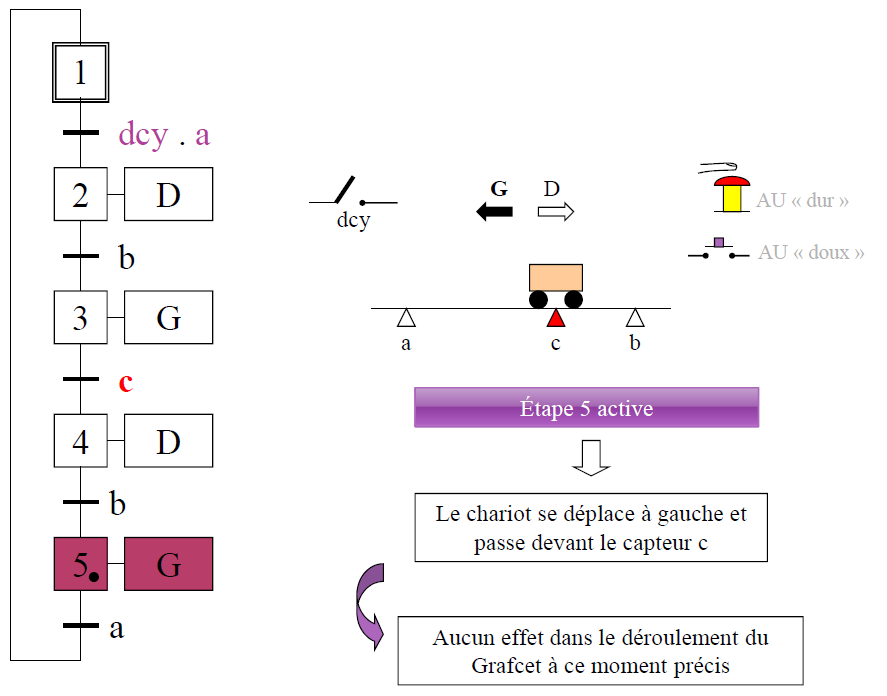 1
dcy . a
2
D
b
3
G
c
4
D
b
5
G
a
dcy
G
D
AU « dur »
AU « doux »
a
c
b
Étape 5 active
Le chariot se déplace à gauche et
passe devant le capteur c
Aucun effet dans le déroulement du
Grafcet à ce moment précis